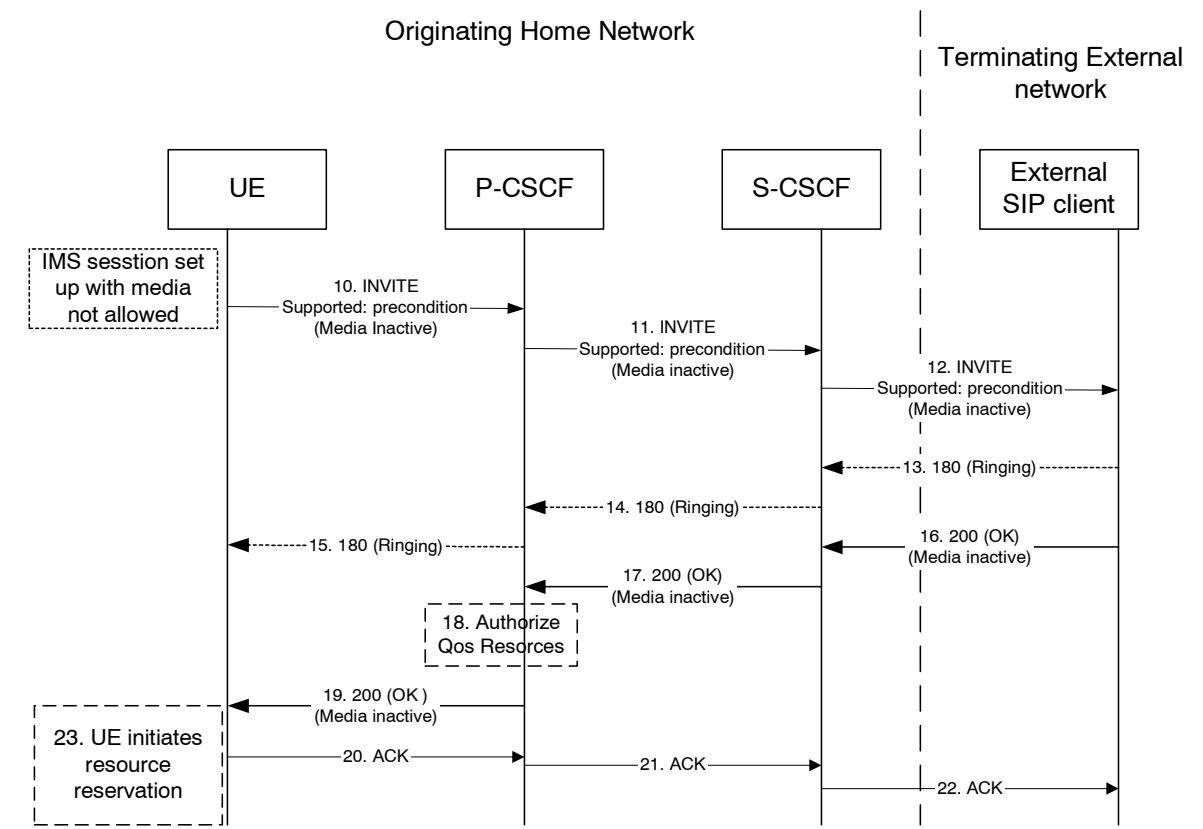 Originating Home Network
Terminating External
network
UE
P-CSCF
S-CSCF
External
SIP client
IMS sesstion set
up with media
not allowed
10. INVITE
Supported: precondition
(Media Inactive)
11. INVITE
Supported: precondition
(Media inactive)
12. INVITE
Supported: precondition
(Media inactive)
13. 180 (Ringing)
14. 180 (Ringing)
15. 180 (Ringing)
16. 200 (OK)
(Media inactive)
17. 200 (OK)
(Media inactive)
18. Authorize
Qos Resorces
19. 200 (OK )
(Media inactive)
23. UE initiates
resource
reservation
20. ACK
21. ACK
22. ACK